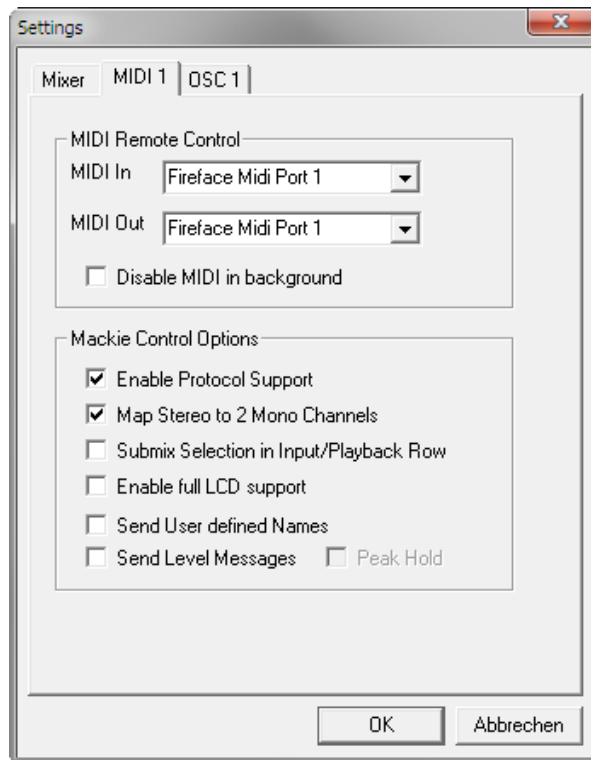 Settings
Mixer MIDI 1 OSC 1
MIDI Remote Control
MIDI In Fireface Midi Port 1
MIDI Out Fireface Midi Port 1
Disable MIDI in background
Mackie Control Options
Enable Protocol Support
Map Stereo to 2 Mono Channels
Submix Selection in Input/Playback Row
Enable full LCD support
Send User defined Names
Send Level Messages Peak Hold
OK Abbrechen